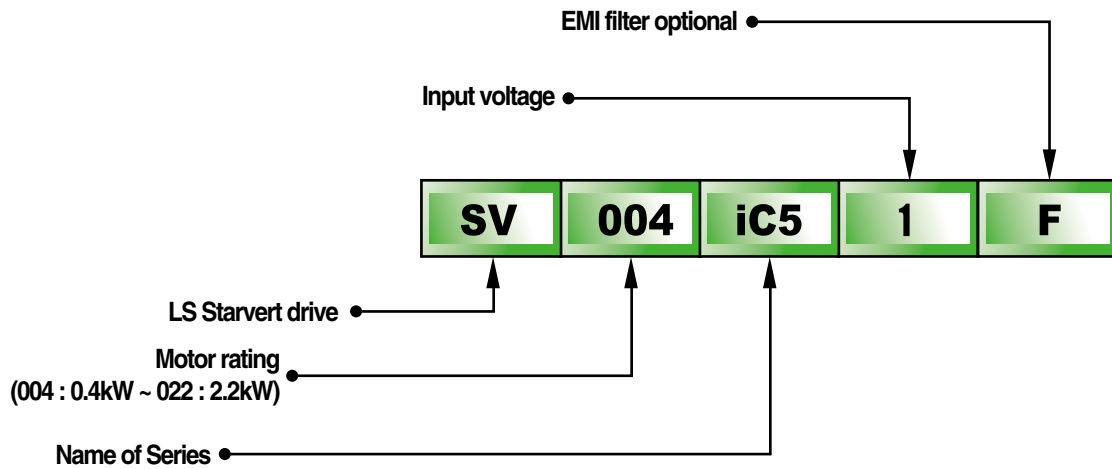 EMI filter optional
Input voltage
SV 004 iC5 1 F
LS Starvert drive
Motor rating
(004 : 0.4kW ~ 022 : 2.2kW)
Name of Series